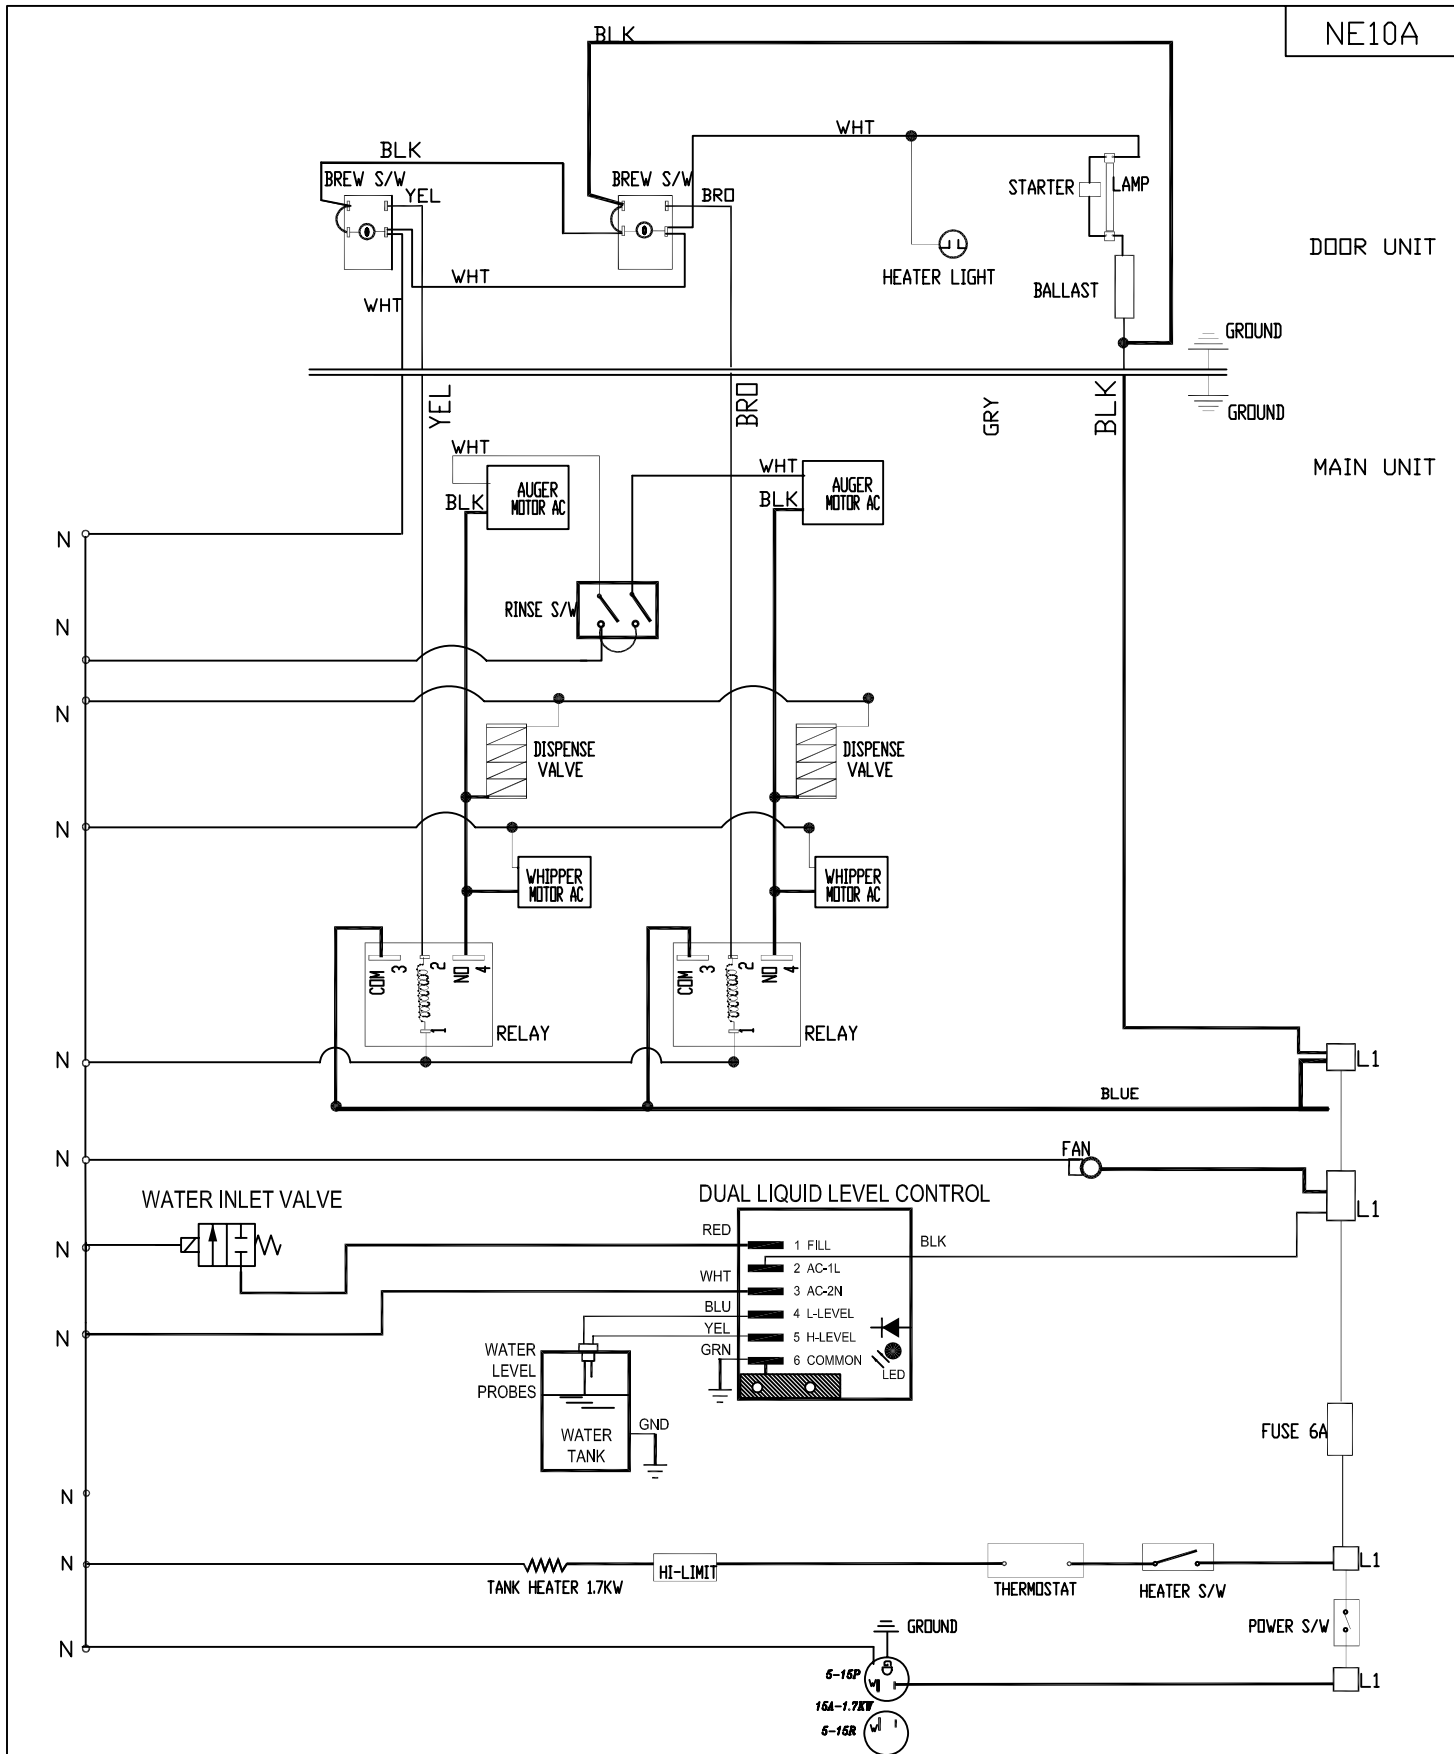 NE10A
BLK
WHT
BLK
BREW S/W
BREW S/W
STARTER
LAMP
YEL
BRO
DOOR UNIT
HEATER LIGHT
WHT
BALLAST
WHT
GROUND
YEL
BRO
GRY
BLK
GROUND
WHT
WHT
MAIN UNIT
AUGER
MOTOR AC
AUGER
MOTOR AC
BLK
BLK
N
RINSE S/W
N
N
DISPENSE
VALVE
DISPENSE
VALVE
N
WHIPPER
MOTOR AC
WHIPPER
MOTOR AC
COM
3
2
NO
4
1
RELAY
COM
3
2
NO
4
1
RELAY
N
L1
BLUE
N
FAN
WATER INLET VALVE
DUAL LIQUID LEVEL CONTROL
L1
RED
N
1 FILL
BLK
2 AC-1L
WHT
3 AC-2N
BLU
4 L-LEVEL
YEL
N
5 H-LEVEL
GRN
6 COMMON
LED
WATER
LEVEL
PROBES
GND
WATER
TANK
FUSE 6A
N
N
HI-LIMIT
L1
TANK HEATER 1.7KW
THERMOSTAT
HEATER S/W
GROUND
POWER S/W
N
5-15P
G
W
L1
15A-1.7KW
5-15R
W